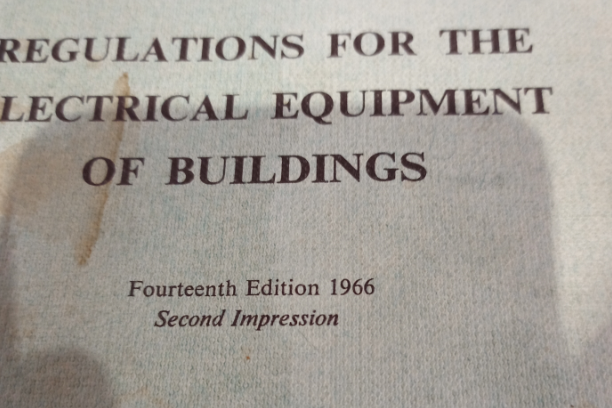 REGULATIONS FOR THE
LECTRICAL EQUIPMENT
OF BUILDINGS
Fourteenth Edition 1966
Second Impression